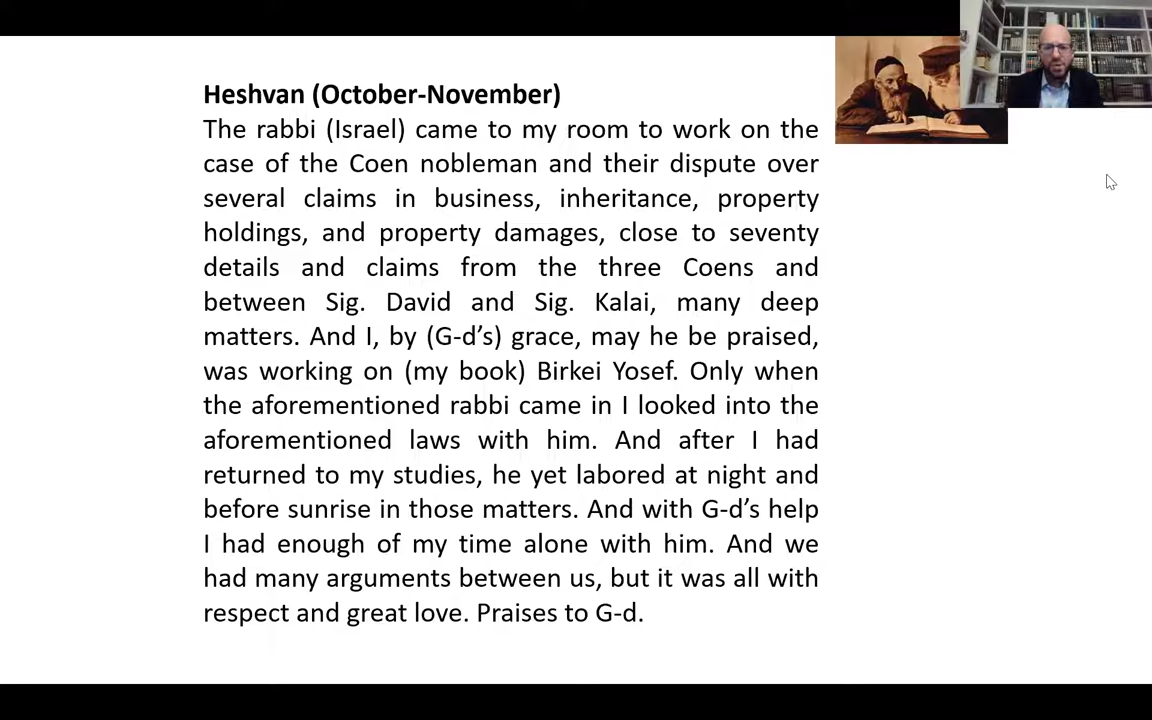 Heshvan (October-November)
The rabbi (Israel) came to my room to work on the
case of the Coen nobleman and their dispute over
several claims in business, inheritance, property
holdings, and property damages, close to seventy
details and claims from the three Coens and
between Sig. David and Sig. Kalai, many deep
matters. And I, by (G-d’s) grace, may he be praised,
was working on (my book) Birkei Yosef. Only when
the aforementioned rabbi came in I looked into the
aforementioned laws with him. And after I had
returned to my studies, he yet labored at night and
before sunrise in those matters. And with G-d’s help
I had enough of my time alone with him. And we
had many arguments between us, but it was all with
respect and great love. Praises to G-d.